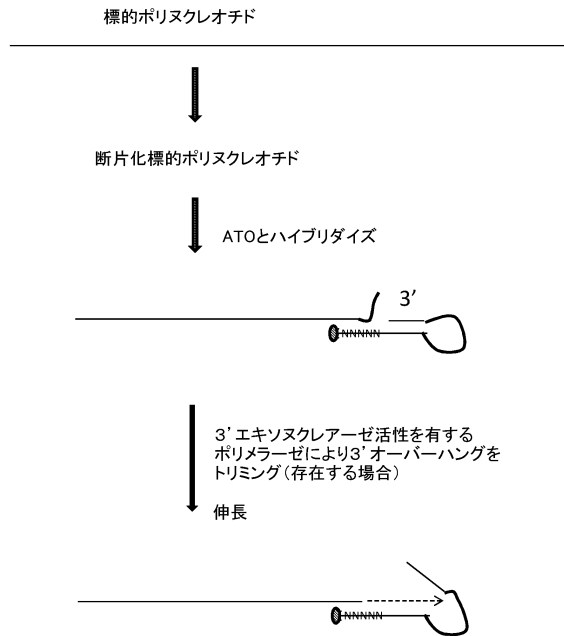 標的ポリヌクレオチド
断片化標的ポリヌクレオチド
ATOとハイブリダイズ
3′
NNNNN
3’エキソヌクレアーゼ活性を有する
ポリメラーゼにより3’オーバーハングを
トリミング(存在する場合)
伸長
NNNNN